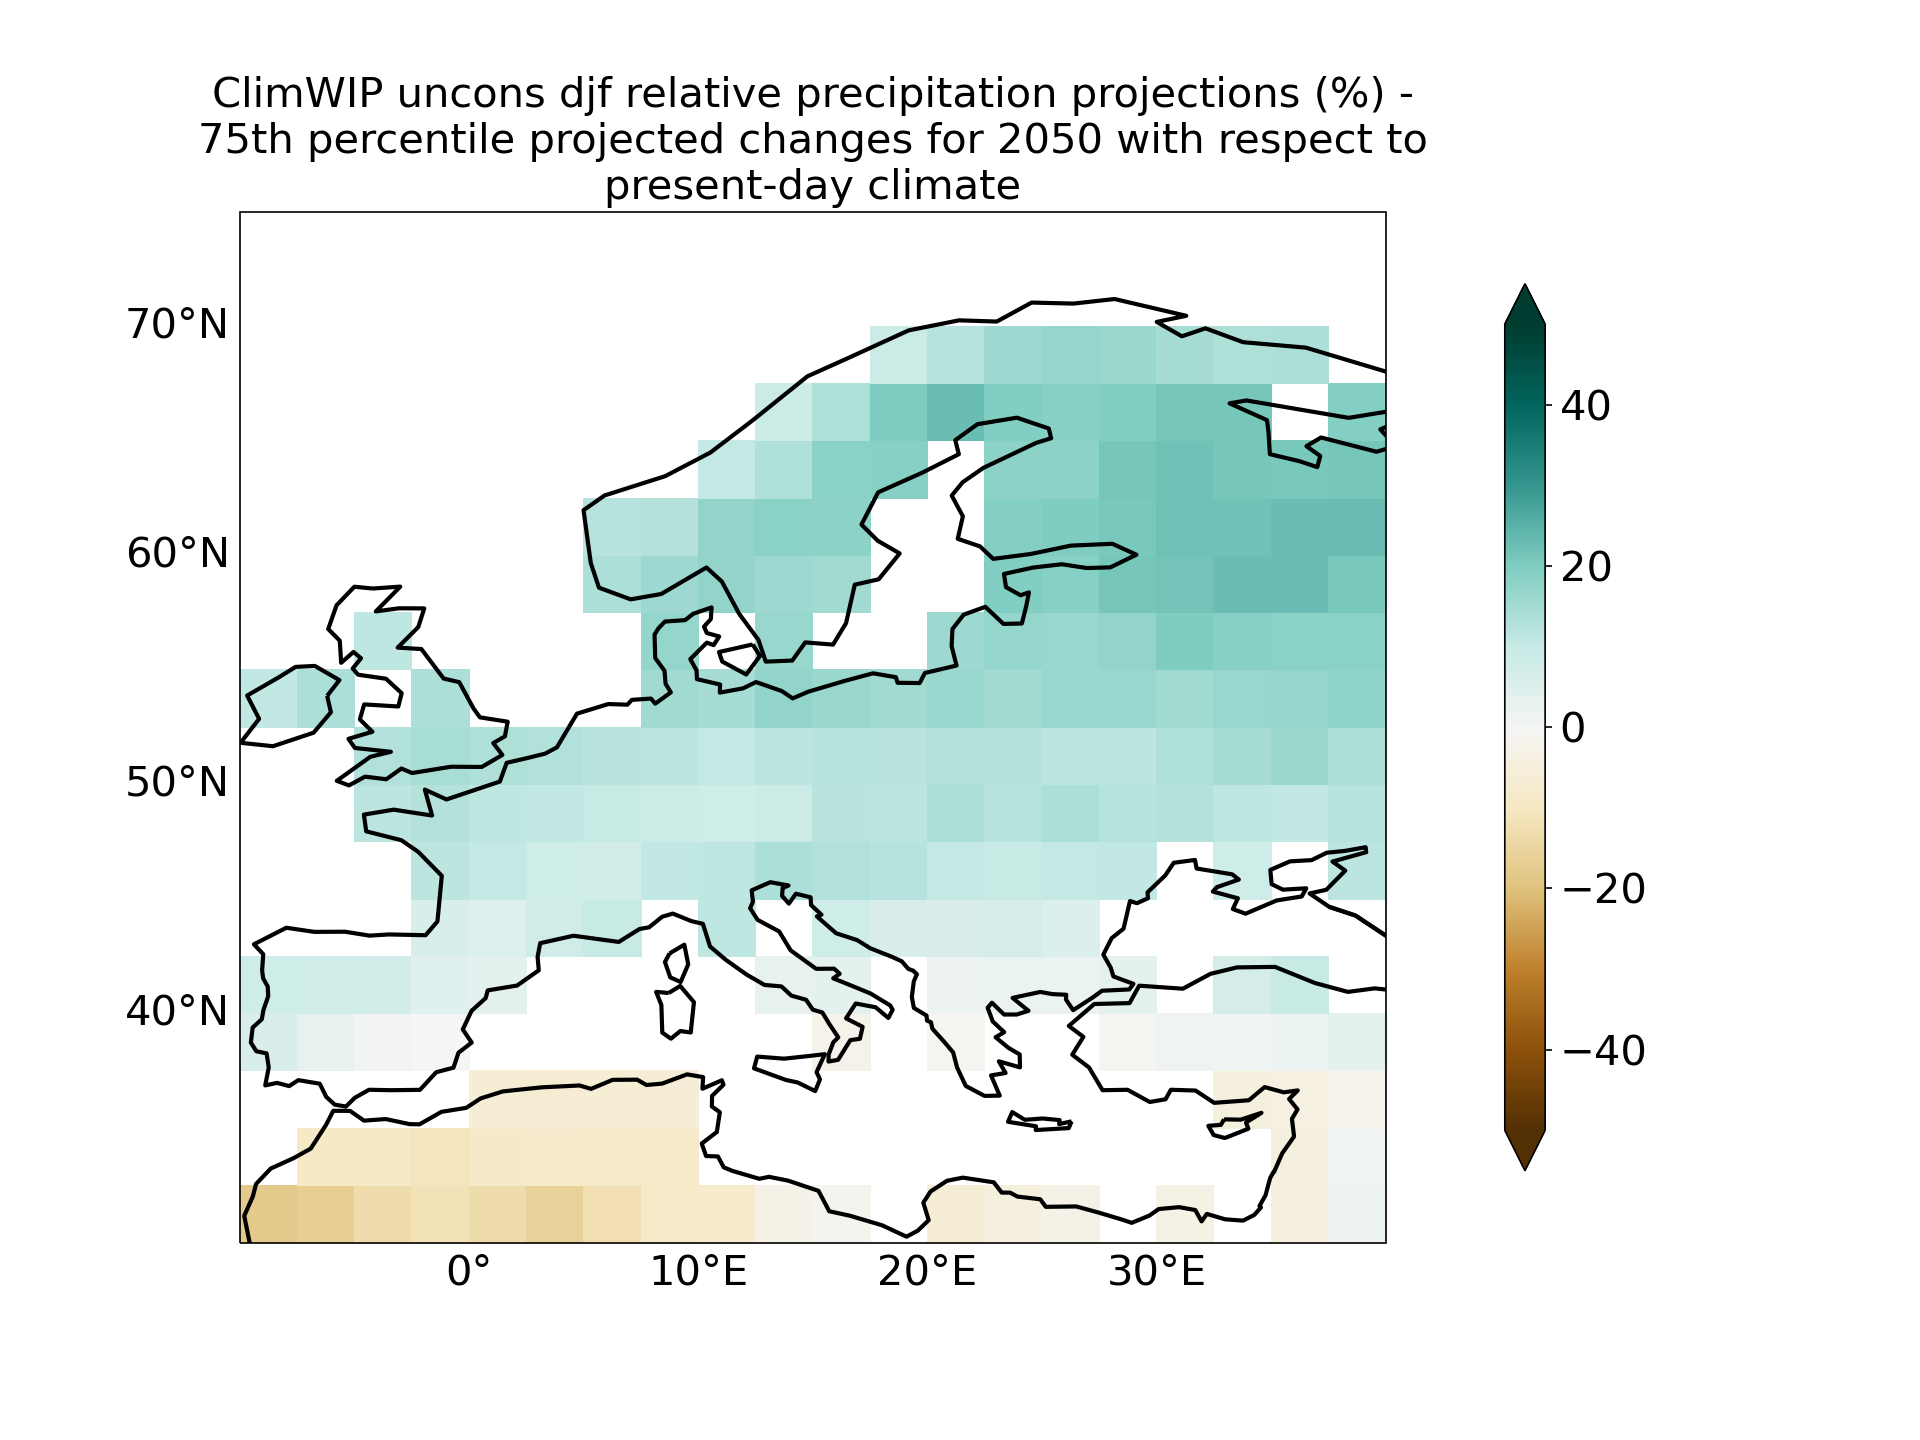 ClimWIP uncons djf relative precipitation projections (%) -
75th percentile projected changes for 2050 with respect to
present-day climate
70°N
60°N
50°N
40°N
0°
10°E
20°E
30°E
40
20
0
−20
−40